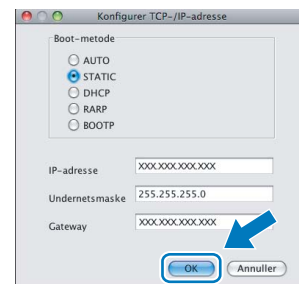 Konfigurer TCP-/IP-adresse
Boot-metode
AUTO
STATIC
DHCP
RARP
BOOTP
IP-adresse XXX.XXX.XXX.XXX
Undernetsmaske 255.255.255.0
Gateway XXX.XXX.XXX.XXX
OK Annuller